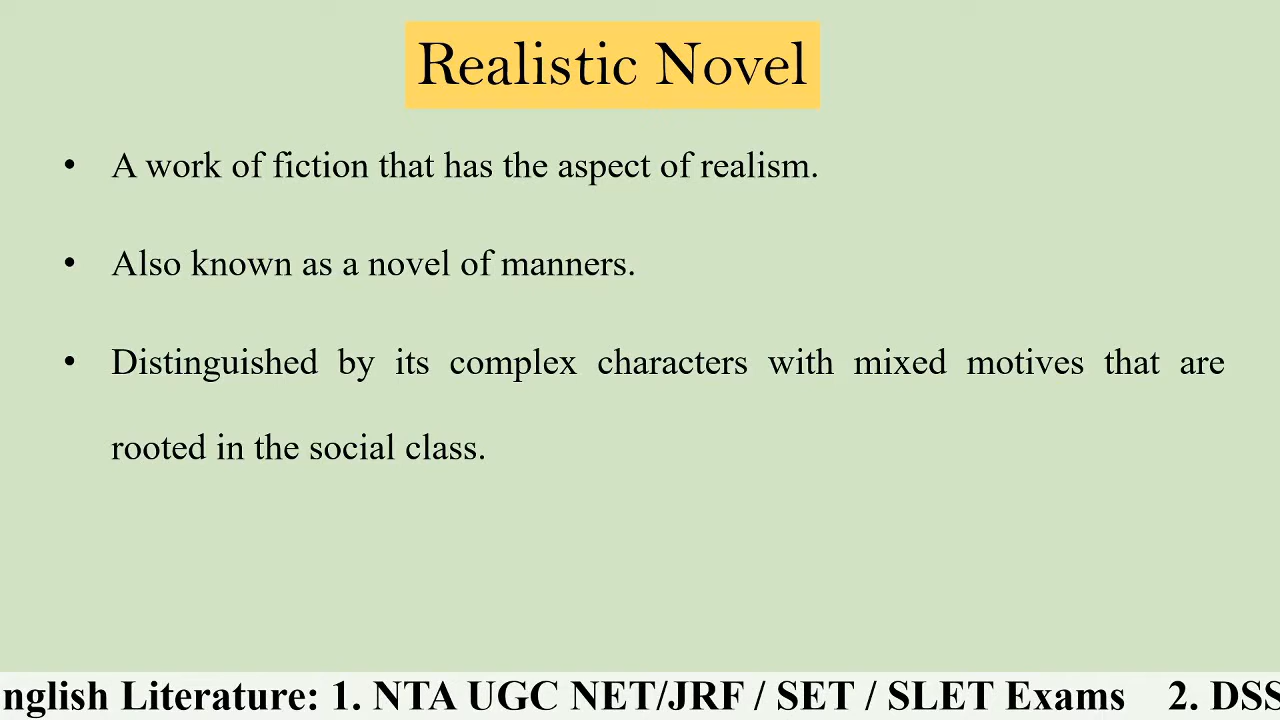 Realistic Novel
• A work of fiction that has the aspect of realism.
• Also known as a novel of manners.
• Distinguished by its complex characters with mixed motives that are
rooted in the social class.
nglish Literature: 1. NTA UGC NET/JRF / SET / SLET Exams 2. DSS